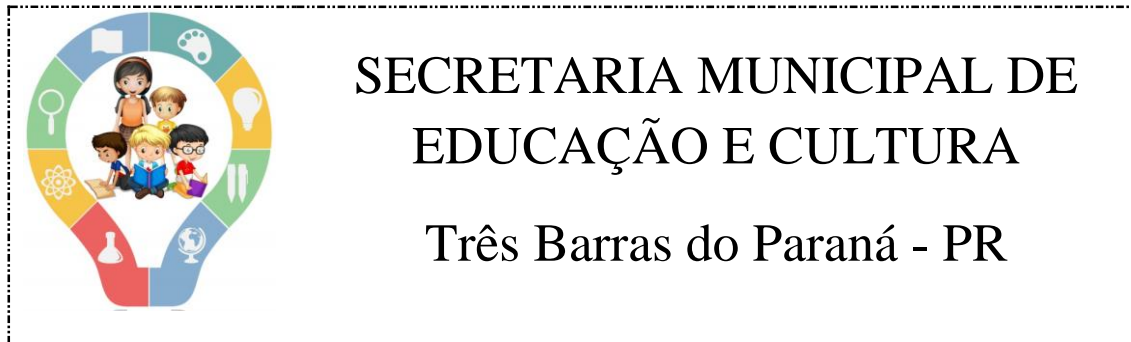 SECRETARIA MUNICIPAL DE
EDUCAÇÃO E CULTURA
Três Barras do Paraná - PR